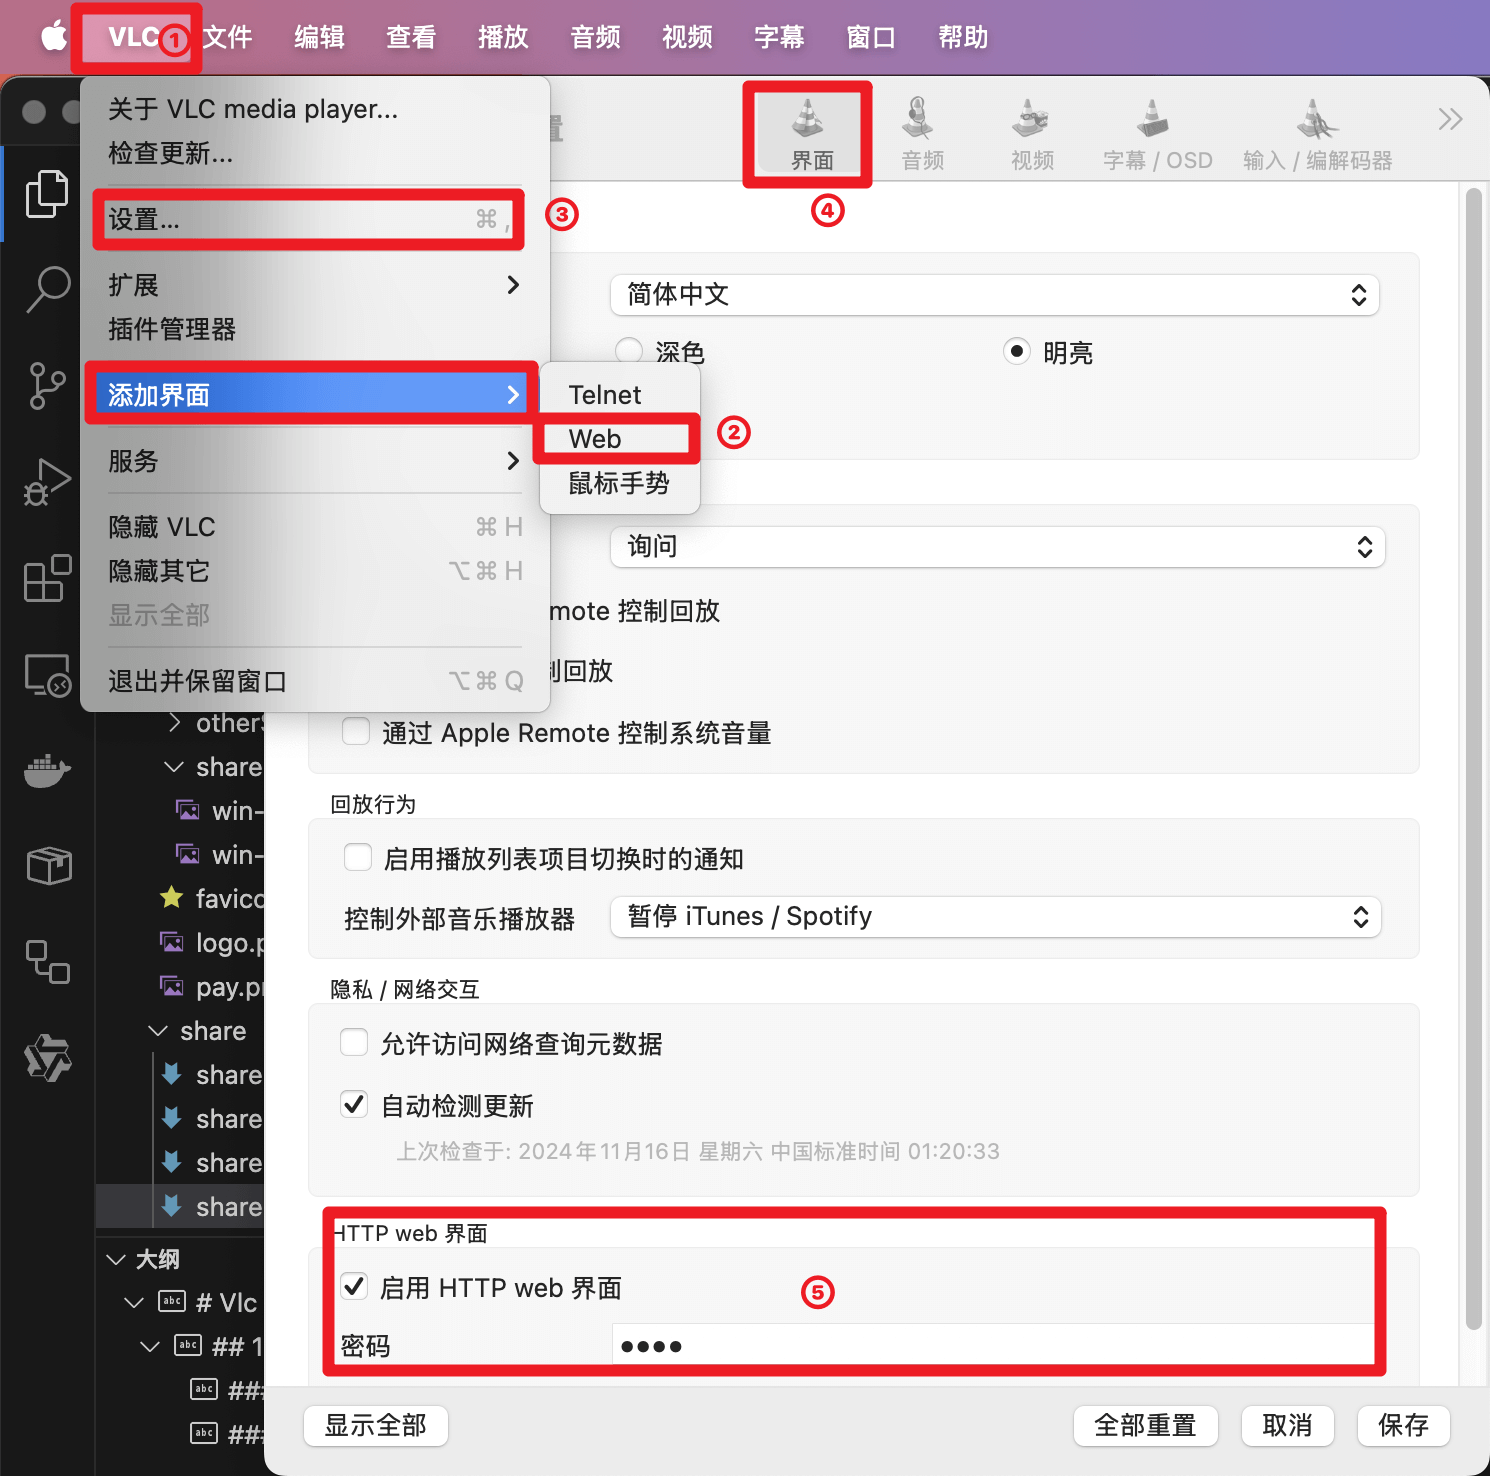 VLC ① 文件 编辑 查看 播放 音频 视频 字幕 窗口 帮助
关于 VLC media player...
检查更新...
设置... ⌘ ,
③
扩展
插件管理器
添加界面
服务
隐藏 VLC ⌘ H
隐藏其它 ⌥ ⌘ H
显示全部
退出并保留窗口 ⌥ ⌘ Q
Telnet
Web
②
鼠标手势
置
界面 音频 视频 字幕 / OSD 输入 / 编解码器
④
简体中文
深色 明亮
询问
mote 控制回放
回放
通过 Apple Remote 控制系统音量
回放行为
启用播放列表项目切换时的通知
控制外部音乐播放器 暂停 iTunes / Spotify
隐私 / 网络交互
允许访问网络查询元数据
自动检测更新
上次检查于: 2024年11月16日 星期六 中国标准时间 01:20:33
HTTP web 界面
启用 HTTP web 界面
⑤
密码 ●●●●
显示全部 全部重置 取消 保存
other
share
win-
win-
favico
logo.p
pay.pr
share
share
share
share
share
大纲
abc # Vlc
abc ## 1
abc ###
abc ###